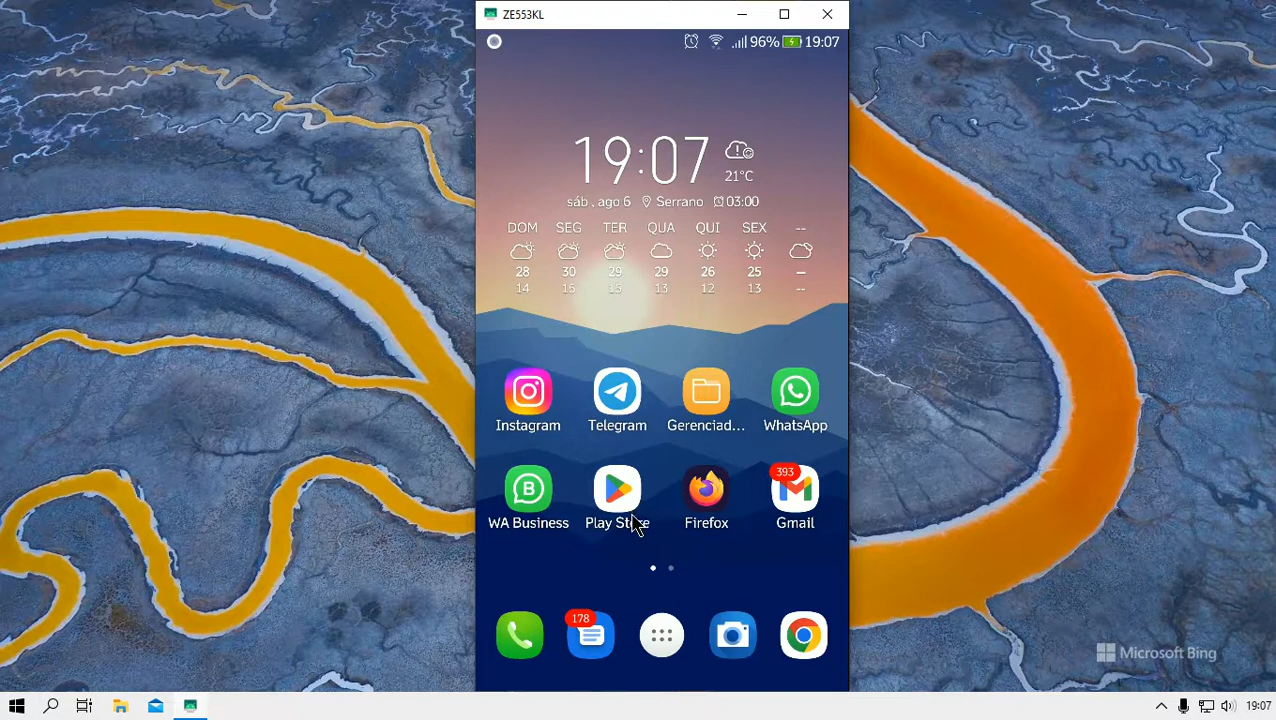 ZE553KL
96% 19:07
19:07
21°C
sáb , ago 6 Serrano 03:00
DOM SEG TER QUA QUI SEX --
28 30 29 29 26 25 --
14 15 15 13 12 13 --
Instagram Telegram Gerenciad... WhatsApp
393
WA Business Play Store Firefox Gmail
178
Microsoft Bing
19:07